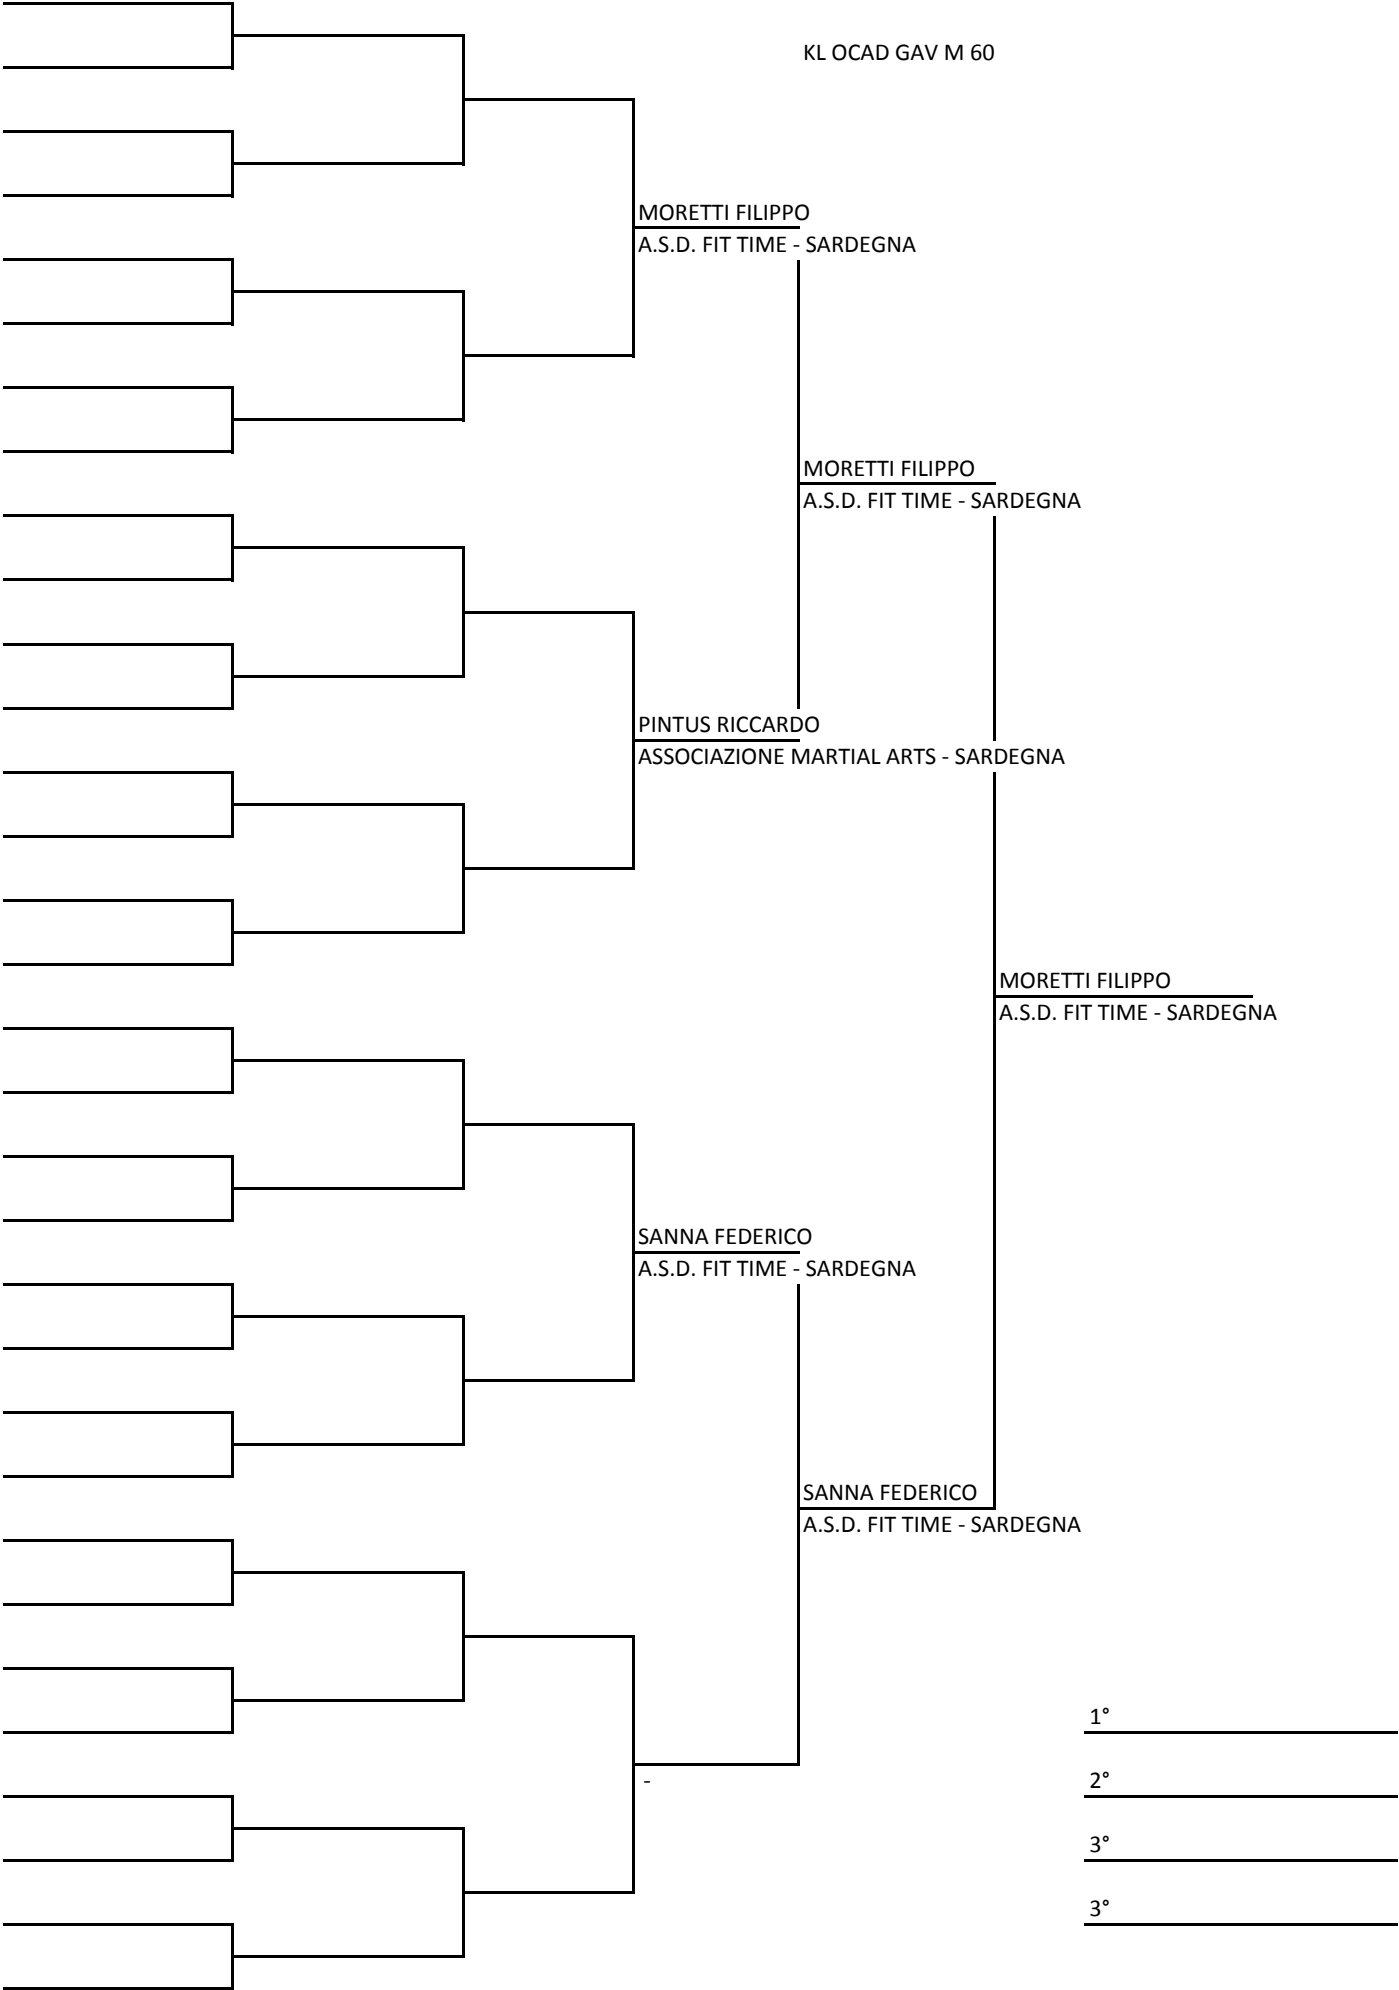 KL OCAD GAV M 60
MORETTI FILIPPO
A.S.D. FIT TIME - SARDEGNA
MORETTI FILIPPO
A.S.D. FIT TIME - SARDEGNA
PINTUS RICCARDO
ASSOCIAZIONE MARTIAL ARTS - SARDEGNA
MORETTI FILIPPO
A.S.D. FIT TIME - SARDEGNA
SANNA FEDERICO
A.S.D. FIT TIME - SARDEGNA
SANNA FEDERICO
A.S.D. FIT TIME - SARDEGNA
1°
-
2°
3°
3°